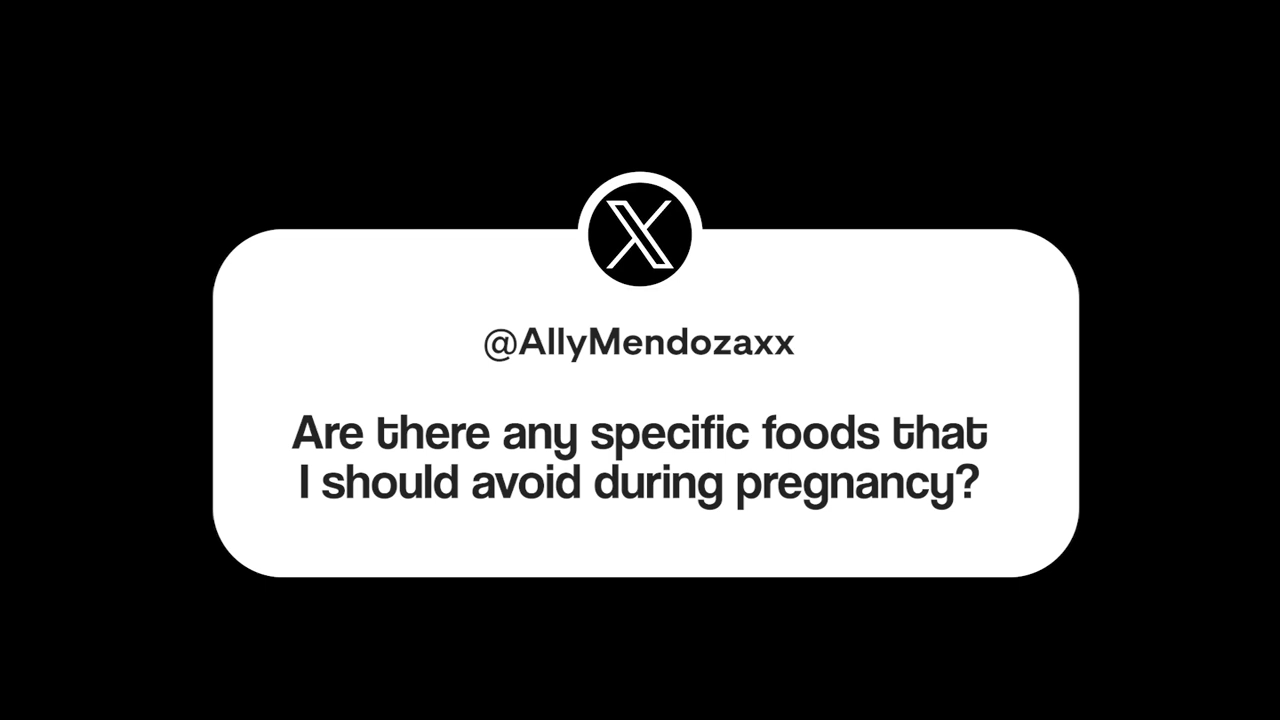 @AllyMendozaxx
Are there any specific foods that
I should avoid during pregnancy?